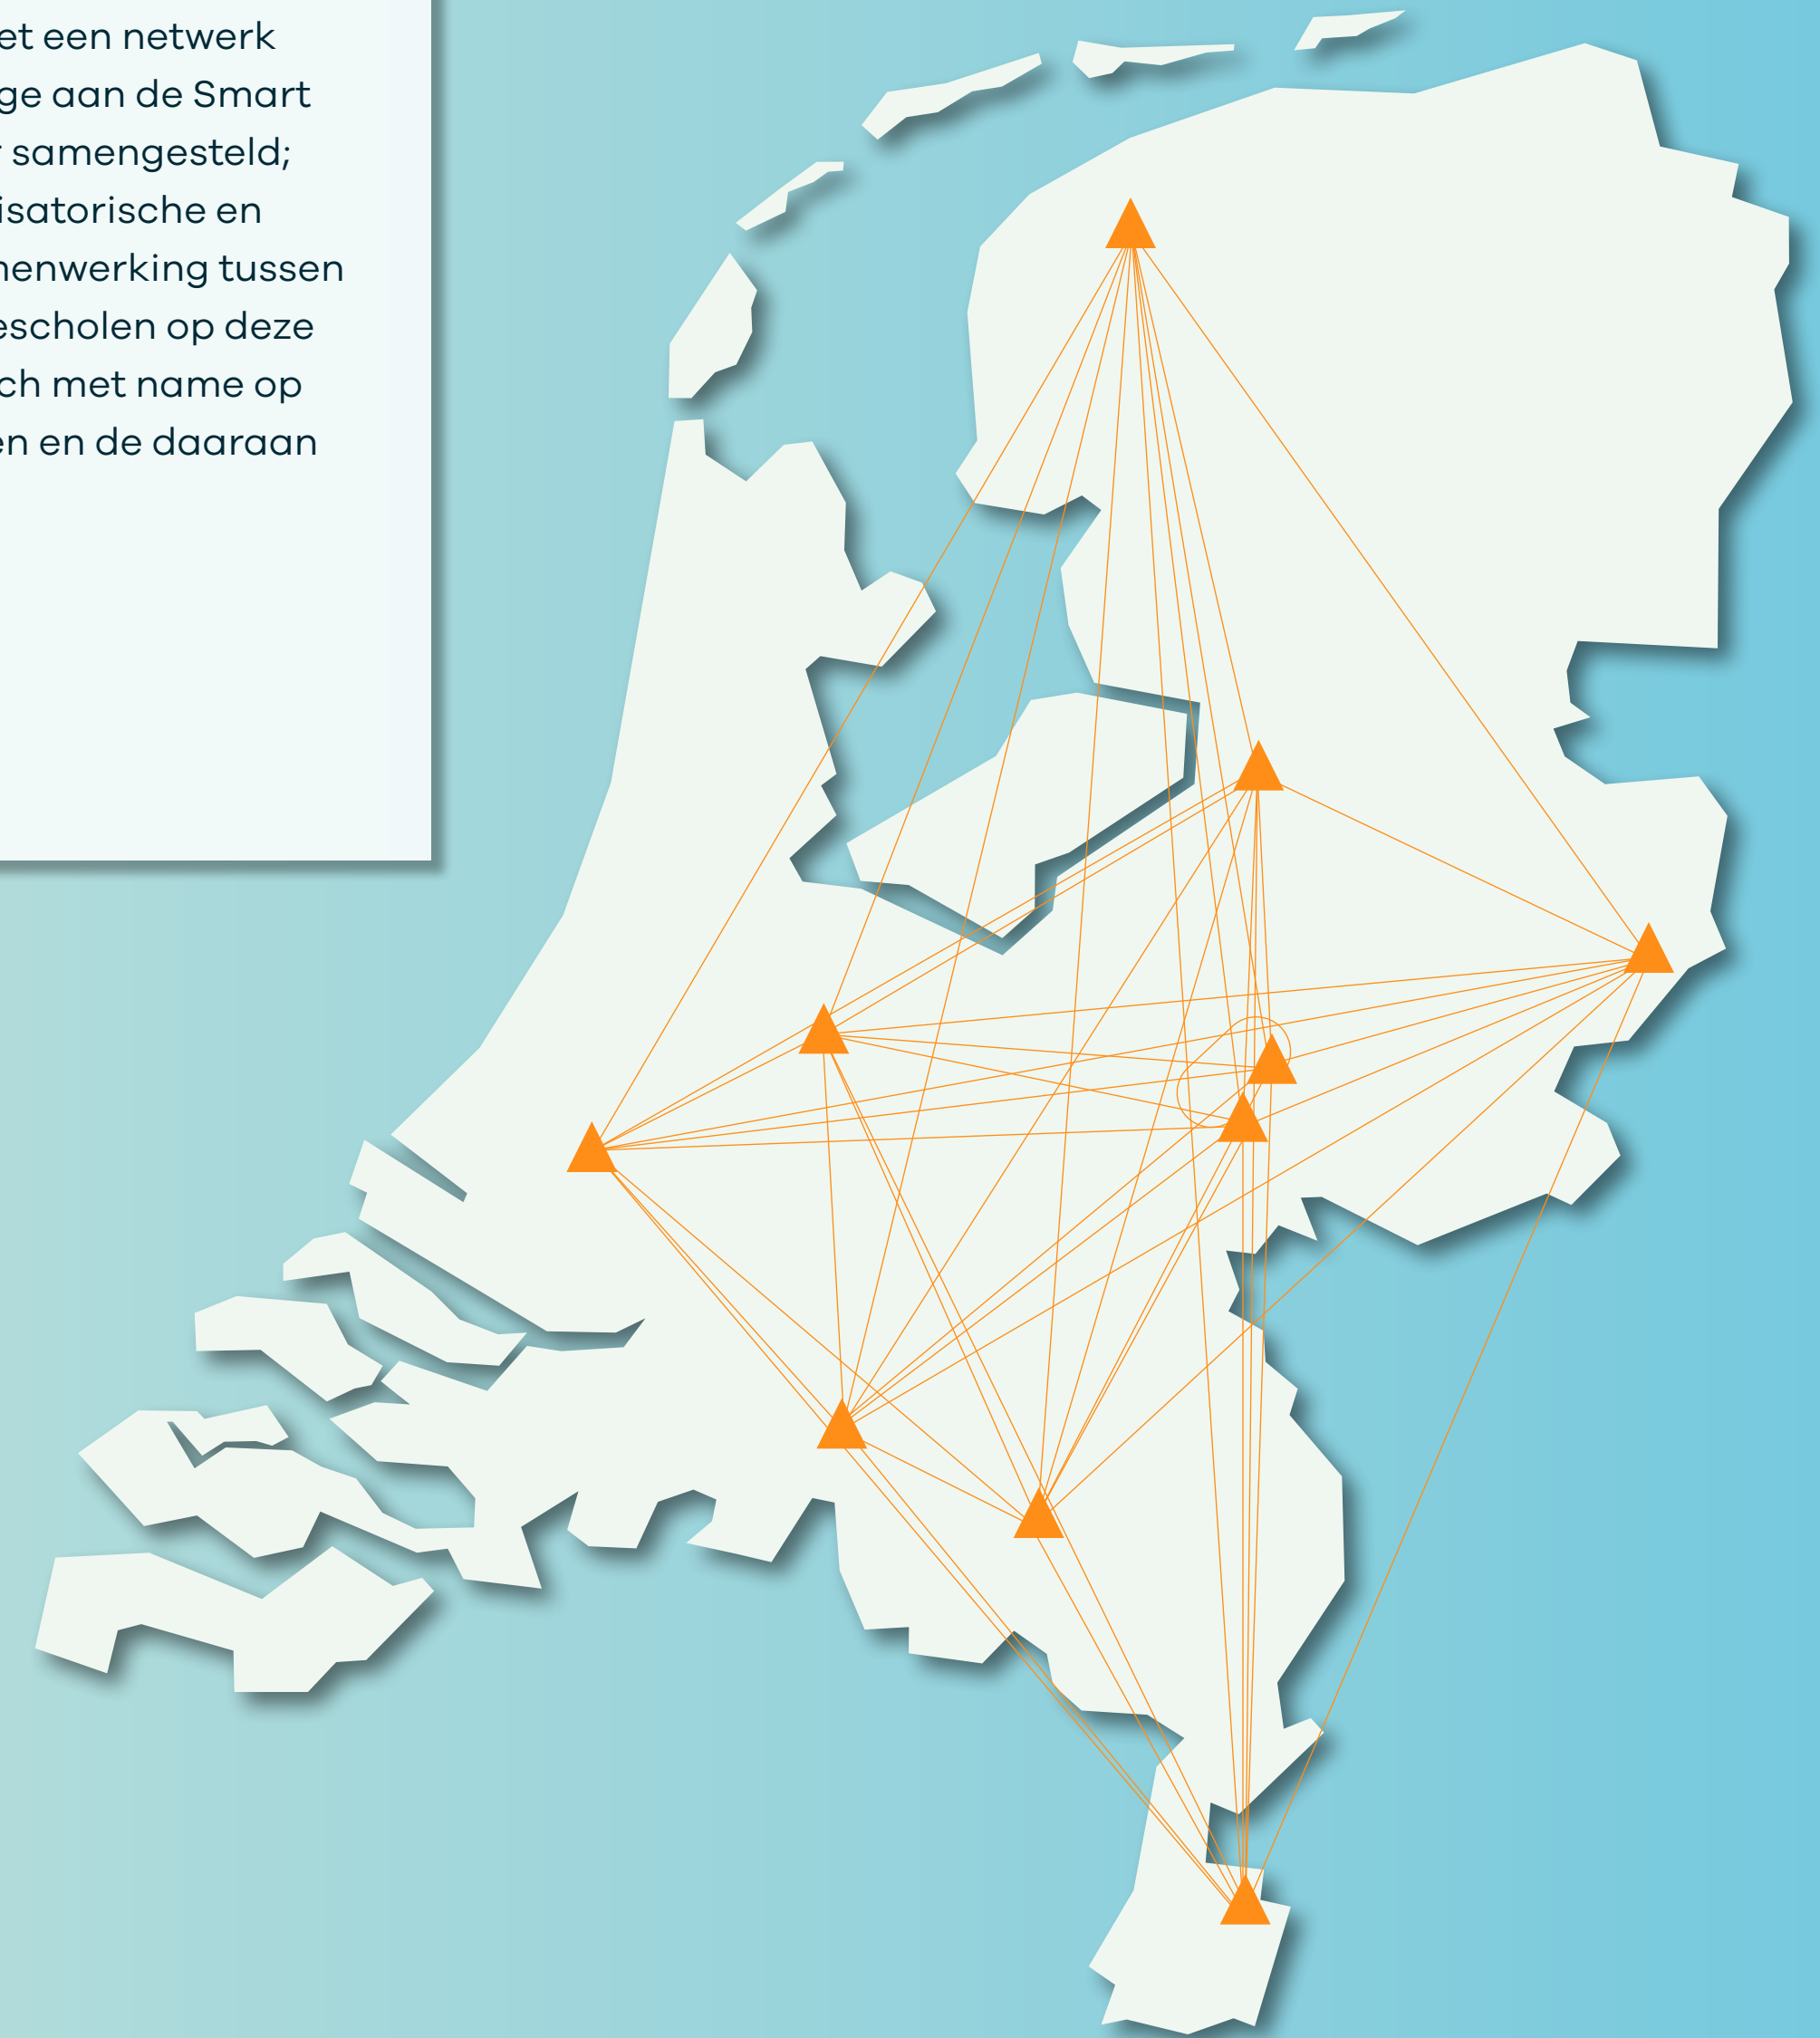 et een netwerk
ge aan de Smart
samengesteld;
isatorische en
nenwerking tussen
escholen op deze
ch met name op
en en de daaraan